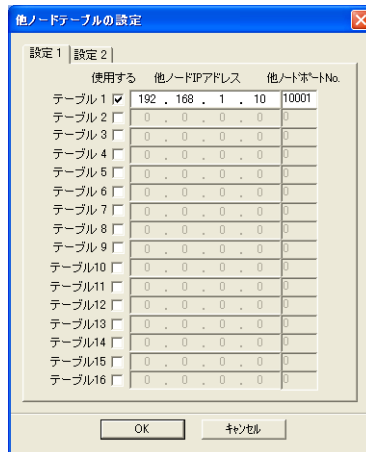 他ノードテーブルの設定
設定 1 設定 2
使用する 他ノードIPアドレス 他ノードポートNo.
テーブル 1 192 . 168 . 1 . 10 10001
テーブル 2 0 . 0 . 0 . 0 0
テーブル 3 0 . 0 . 0 . 0 0
テーブル 4 0 . 0 . 0 . 0 0
テーブル 5 0 . 0 . 0 . 0 0
テーブル 6 0 . 0 . 0 . 0 0
テーブル 7 0 . 0 . 0 . 0 0
テーブル 8 0 . 0 . 0 . 0 0
テーブル 9 0 . 0 . 0 . 0 0
テーブル10 0 . 0 . 0 . 0 0
テーブル11 0 . 0 . 0 . 0 0
テーブル12 0 . 0 . 0 . 0 0
テーブル13 0 . 0 . 0 . 0 0
テーブル14 0 . 0 . 0 . 0 0
テーブル15 0 . 0 . 0 . 0 0
テーブル16 0 . 0 . 0 . 0 0
OK キャンセル